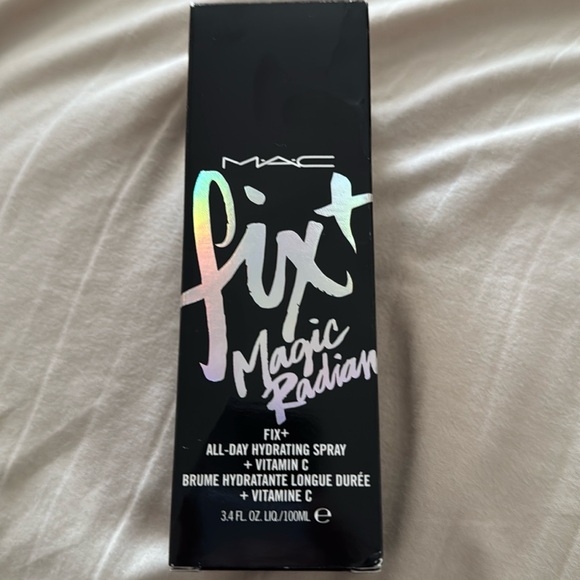 M·A·C
fix+
Magic
Radian
FIX+
ALL-DAY HYDRATING SPRAY
+ VITAMIN C
BRUME HYDRATANTE LONGUE DURÉE
+ VITAMINE C
3.4 FL. OZ. LIQ./100ML ℮